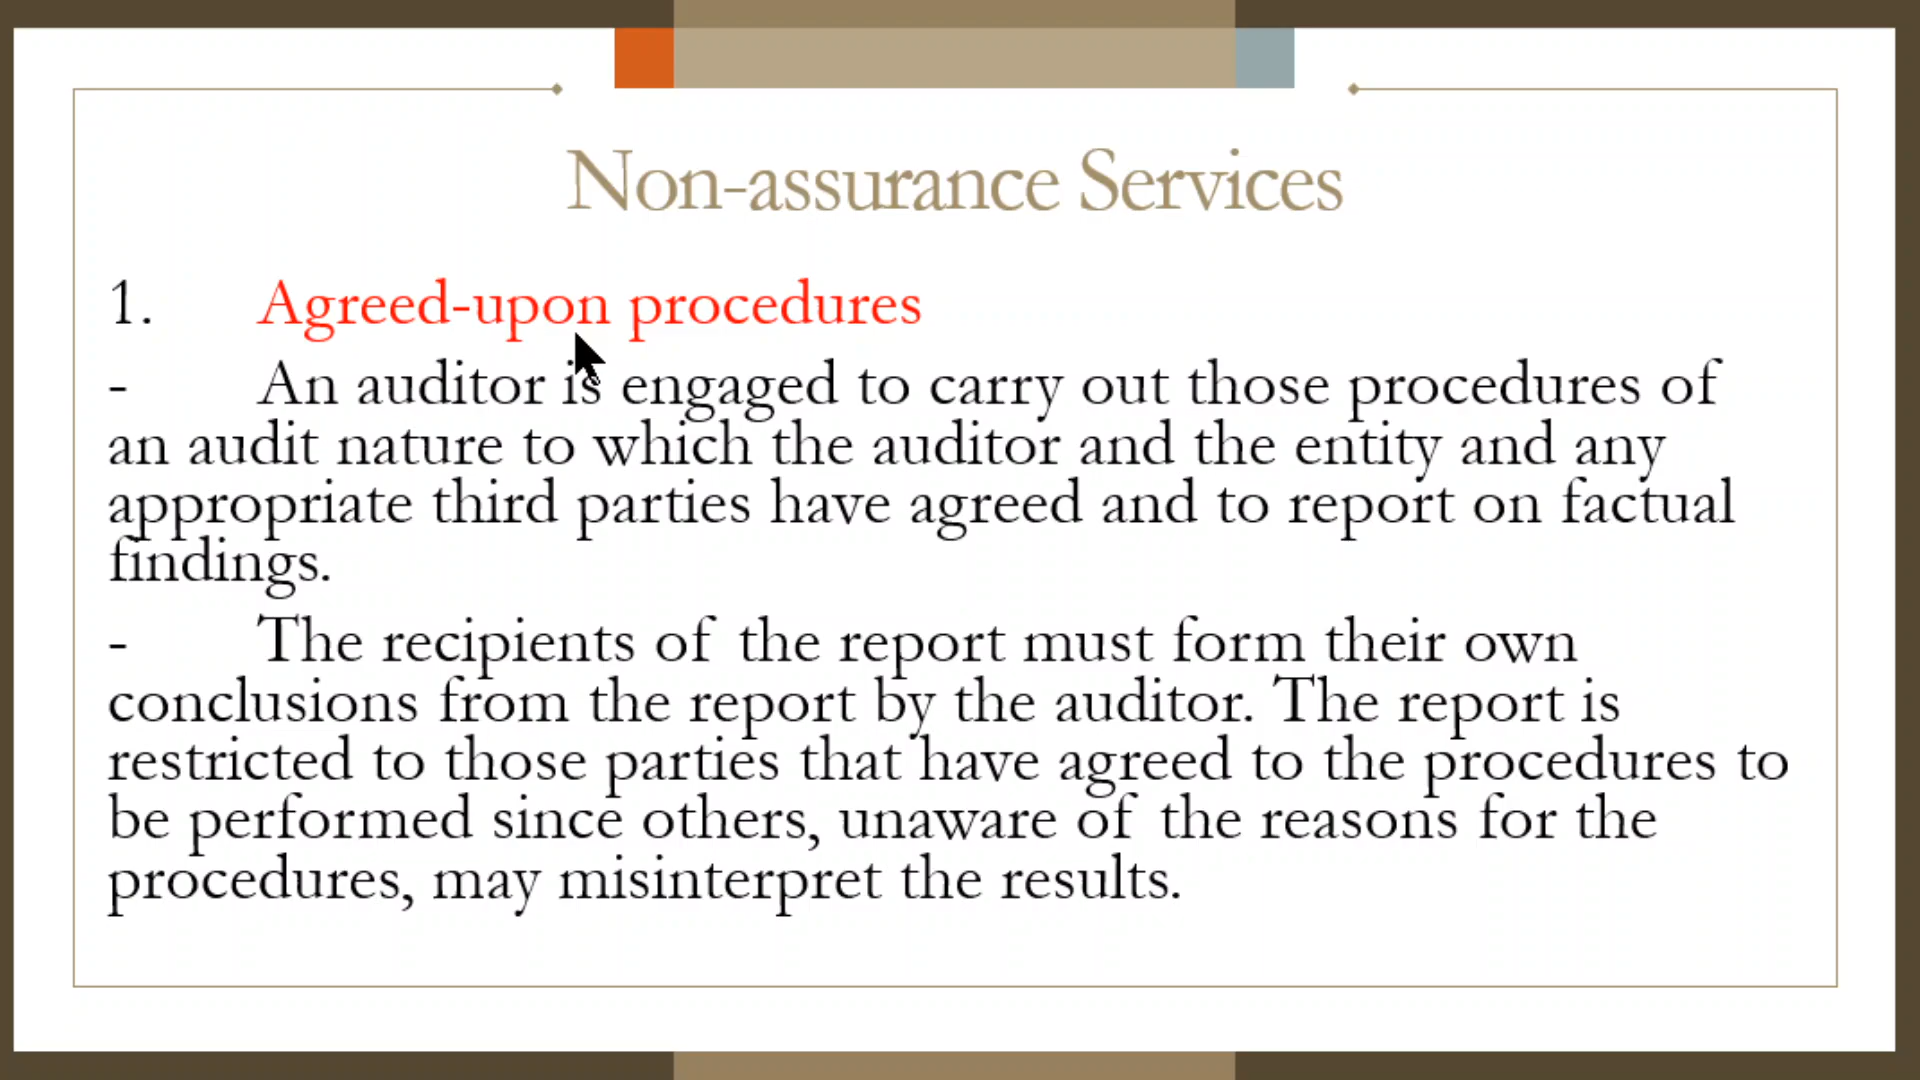 Non-assurance Services
1. Agreed-upon procedures
- An auditor is engaged to carry out those procedures of
an audit nature to which the auditor and the entity and any
appropriate third parties have agreed and to report on factual
findings.
- The recipients of the report must form their own
conclusions from the report by the auditor. The report is
restricted to those parties that have agreed to the procedures to
be performed since others, unaware of the reasons for the
procedures, may misinterpret the results.